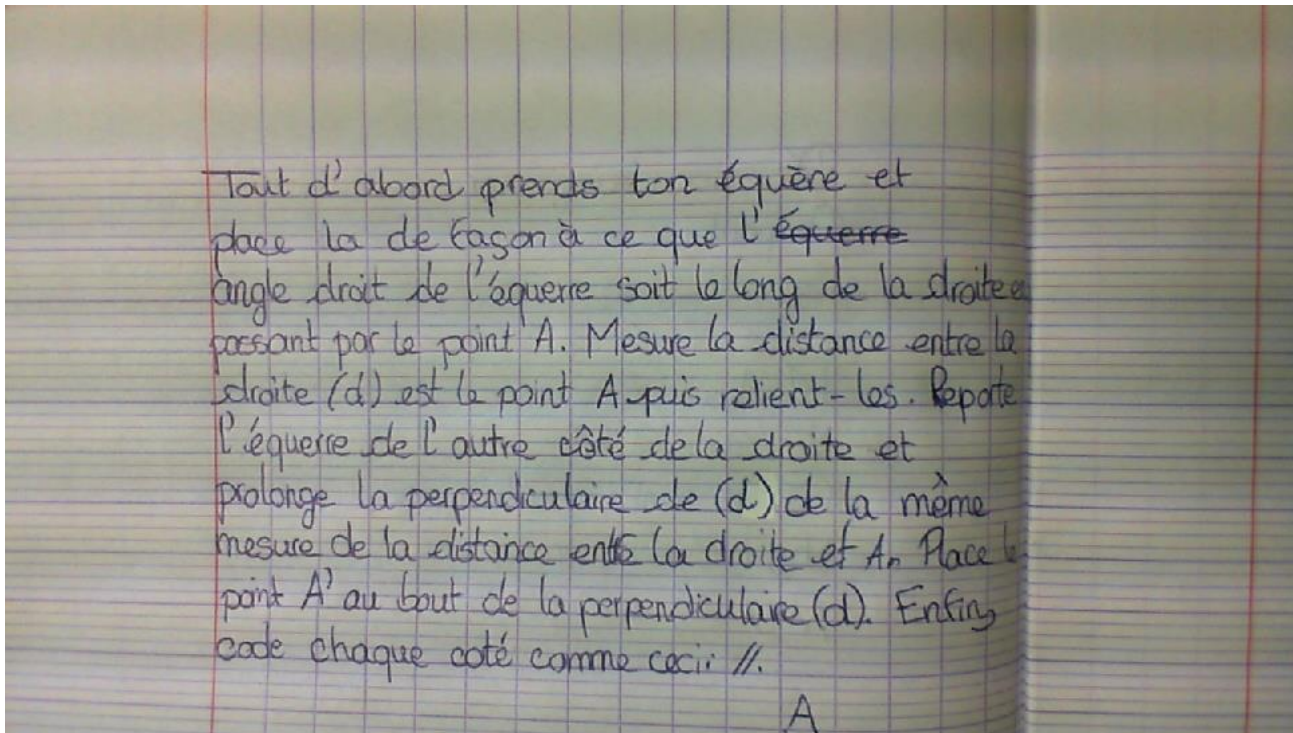 Tout d'abord prends ton équère et
place la de façon à ce que l'équerre
angle droit de l'équerre soit le long de la droite
passant par le point A. Mesure la distance entre la
droite (d) est le point A puis relient-les. Reporte
l'équerre de l'autre côté de la droite et
prolonge la perpendiculaire de (d) de la même
mesure de la distance entre la droite et A. Place le
point A' au bout de la perpendiculaire (d). Enfin,
code chaque coté comme ceci: //.
A